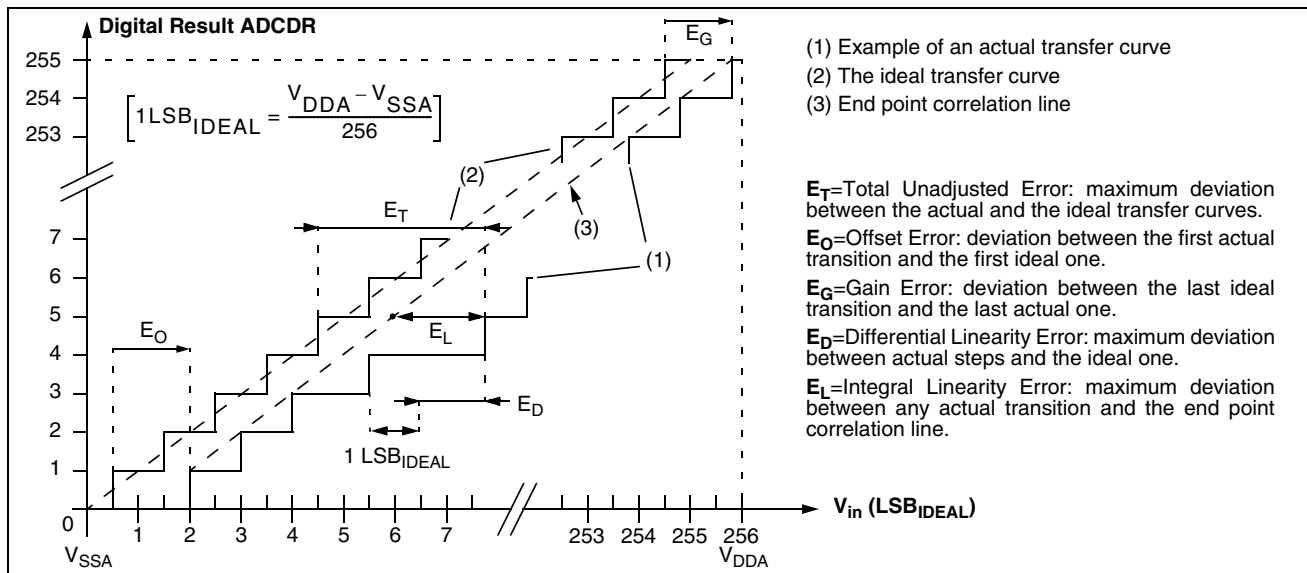 Digital Result ADCDR
E_G
(1) Example of an actual transfer curve
(2) The ideal transfer curve
(3) End point correlation line
255
254
253
1LSB_IDEAL = (V_DDA – V_SSA) / 256
(2)
E_T
(3)
(1)
E_T=Total Unadjusted Error: maximum deviation
between the actual and the ideal transfer curves.
E_O=Offset Error: deviation between the first actual
transition and the first ideal one.
E_G=Gain Error: deviation between the last ideal
transition and the last actual one.
E_D=Differential Linearity Error: maximum deviation
between actual steps and the ideal one.
E_L=Integral Linearity Error: maximum deviation
between any actual transition and the end point
correlation line.
7
6
5
4
3
2
1
E_O
E_L
E_D
1 LSB_IDEAL
0
1 2 3 4 5 6 7 253 254 255 256
V_in (LSB_IDEAL)
V_SSA
V_DDA